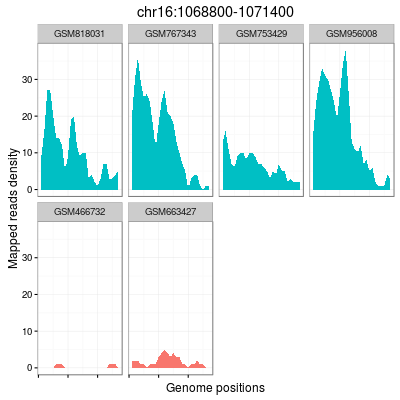 chr16:1068800-1071400
GSM818031 GSM767343 GSM753429 GSM956008
30
20
10
0
GSM466732 GSM663427
30
20
10
0
Mapped reads density
Genome positions